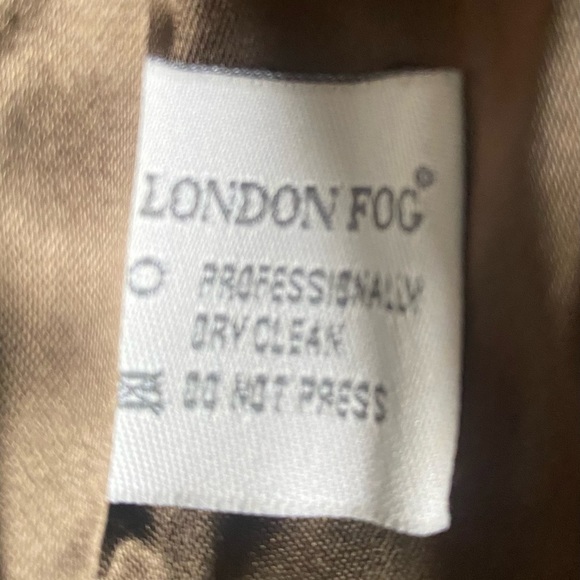 LONDON FOG®
PROFESSIONALLY
DRY CLEAN
DO NOT PRESS